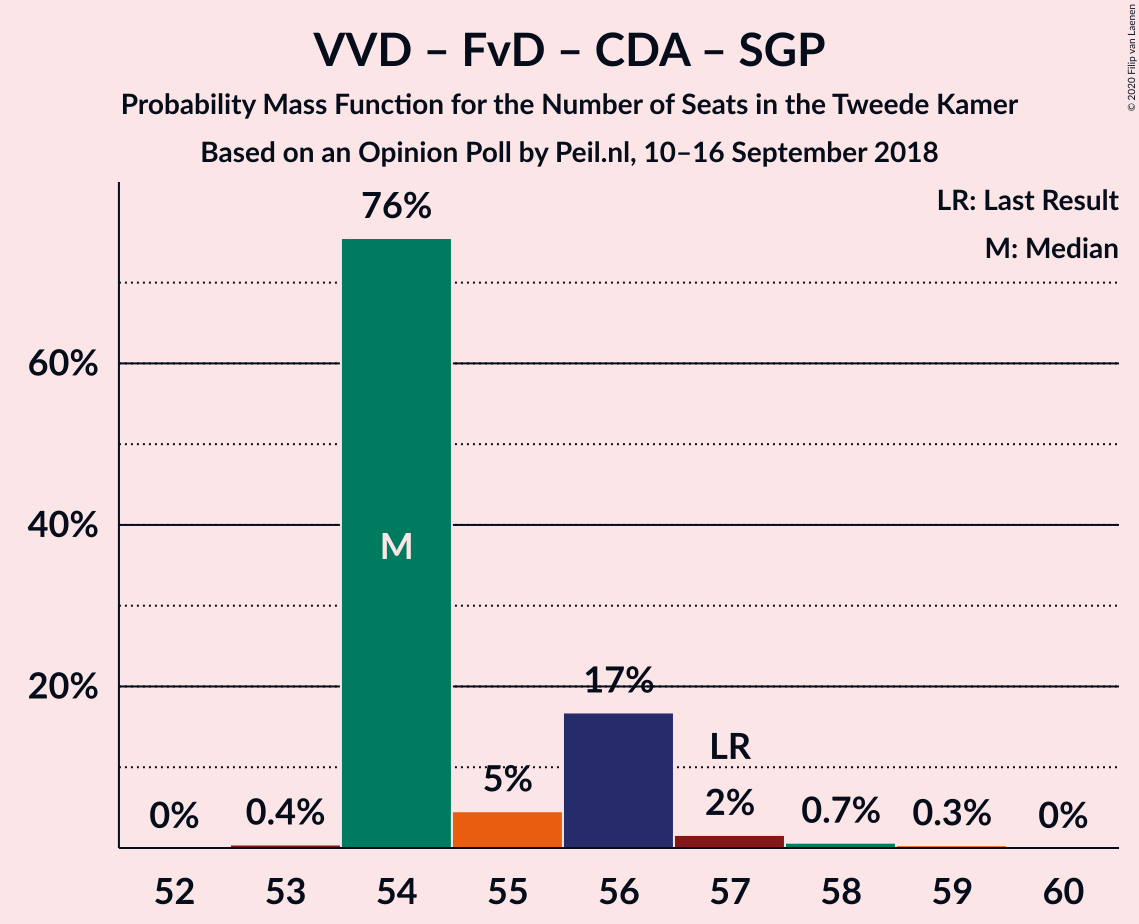 VVD – FvD – CDA – SGP
Probability Mass Function for the Number of Seats in the Tweede Kamer
Based on an Opinion Poll by Peil.nl, 10–16 September 2018
© 2020 Filip van Laenen
LR: Last Result
M: Median
76%
60%
40%
M
20%
17%
LR
5%
2%
0%
0.4%
0.7%
0.3%
0%
52 53 54 55 56 57 58 59 60